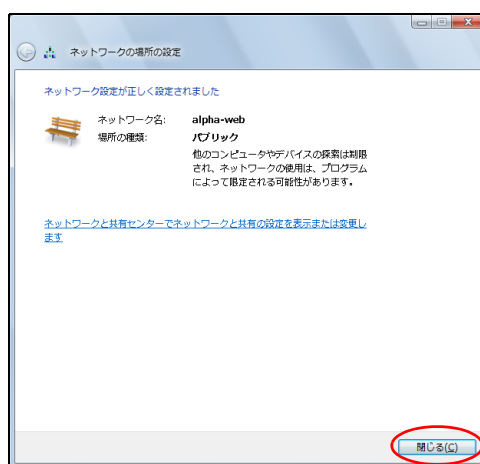 ネットワークの場所の設定
ネットワーク設定が正しく設定されました
ネットワーク名: alpha-web
場所の種類: パブリック
他のコンピュータやデバイスの探索は制限
され、ネットワークの使用は、プログラム
によって限定される可能性があります。
ネットワークと共有センターでネットワークと共有の設定を表示または変更し
ます
閉じる(C)